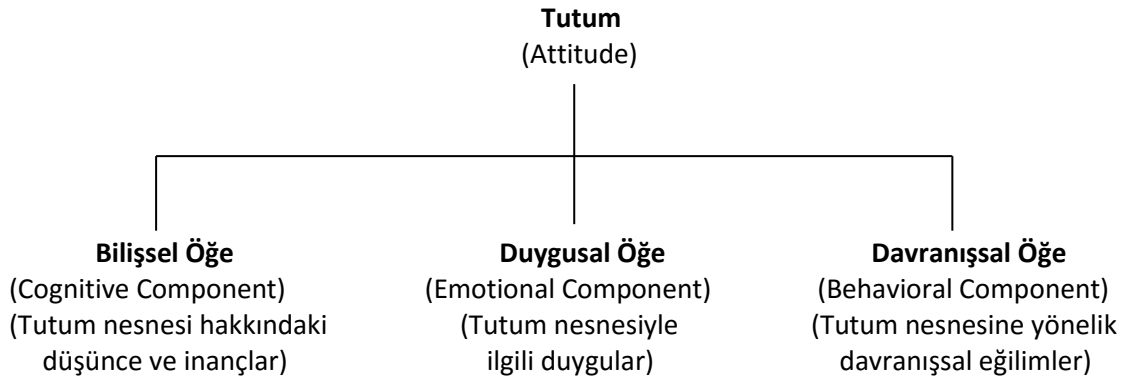 Tutum
(Attitude)
Bilişsel Öğe
(Cognitive Component)
(Tutum nesnesi hakkındaki
düşünce ve inançlar)
Duygusal Öğe
(Emotional Component)
(Tutum nesnesiyle
ilgili duygular)
Davranışsal Öğe
(Behavioral Component)
(Tutum nesnesine yönelik
davranışsal eğilimler)